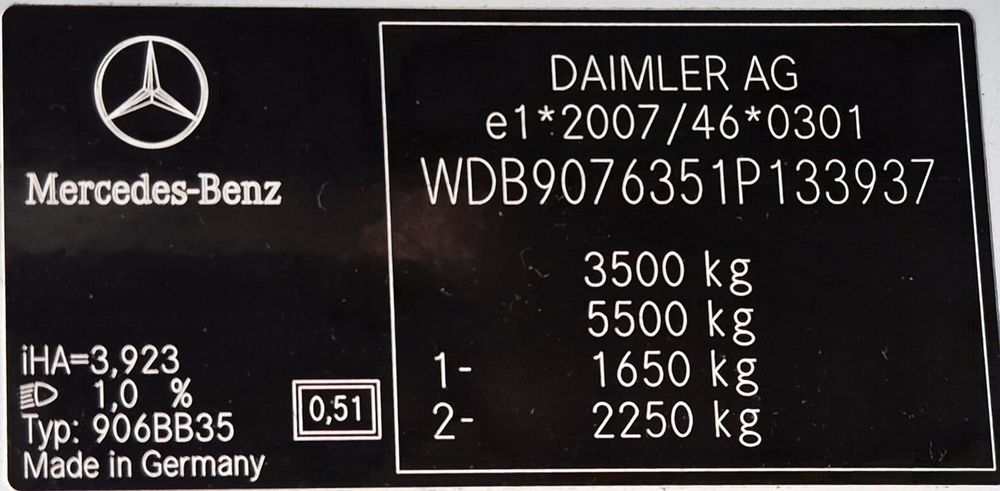 Mercedes-Benz
iHA=3,923
1,0 %
Typ: 906BB35
Made in Germany
0,51
DAIMLER AG
e1*2007/46*0301
WDB9076351P133937
3500 kg
5500 kg
1- 1650 kg
2- 2250 kg